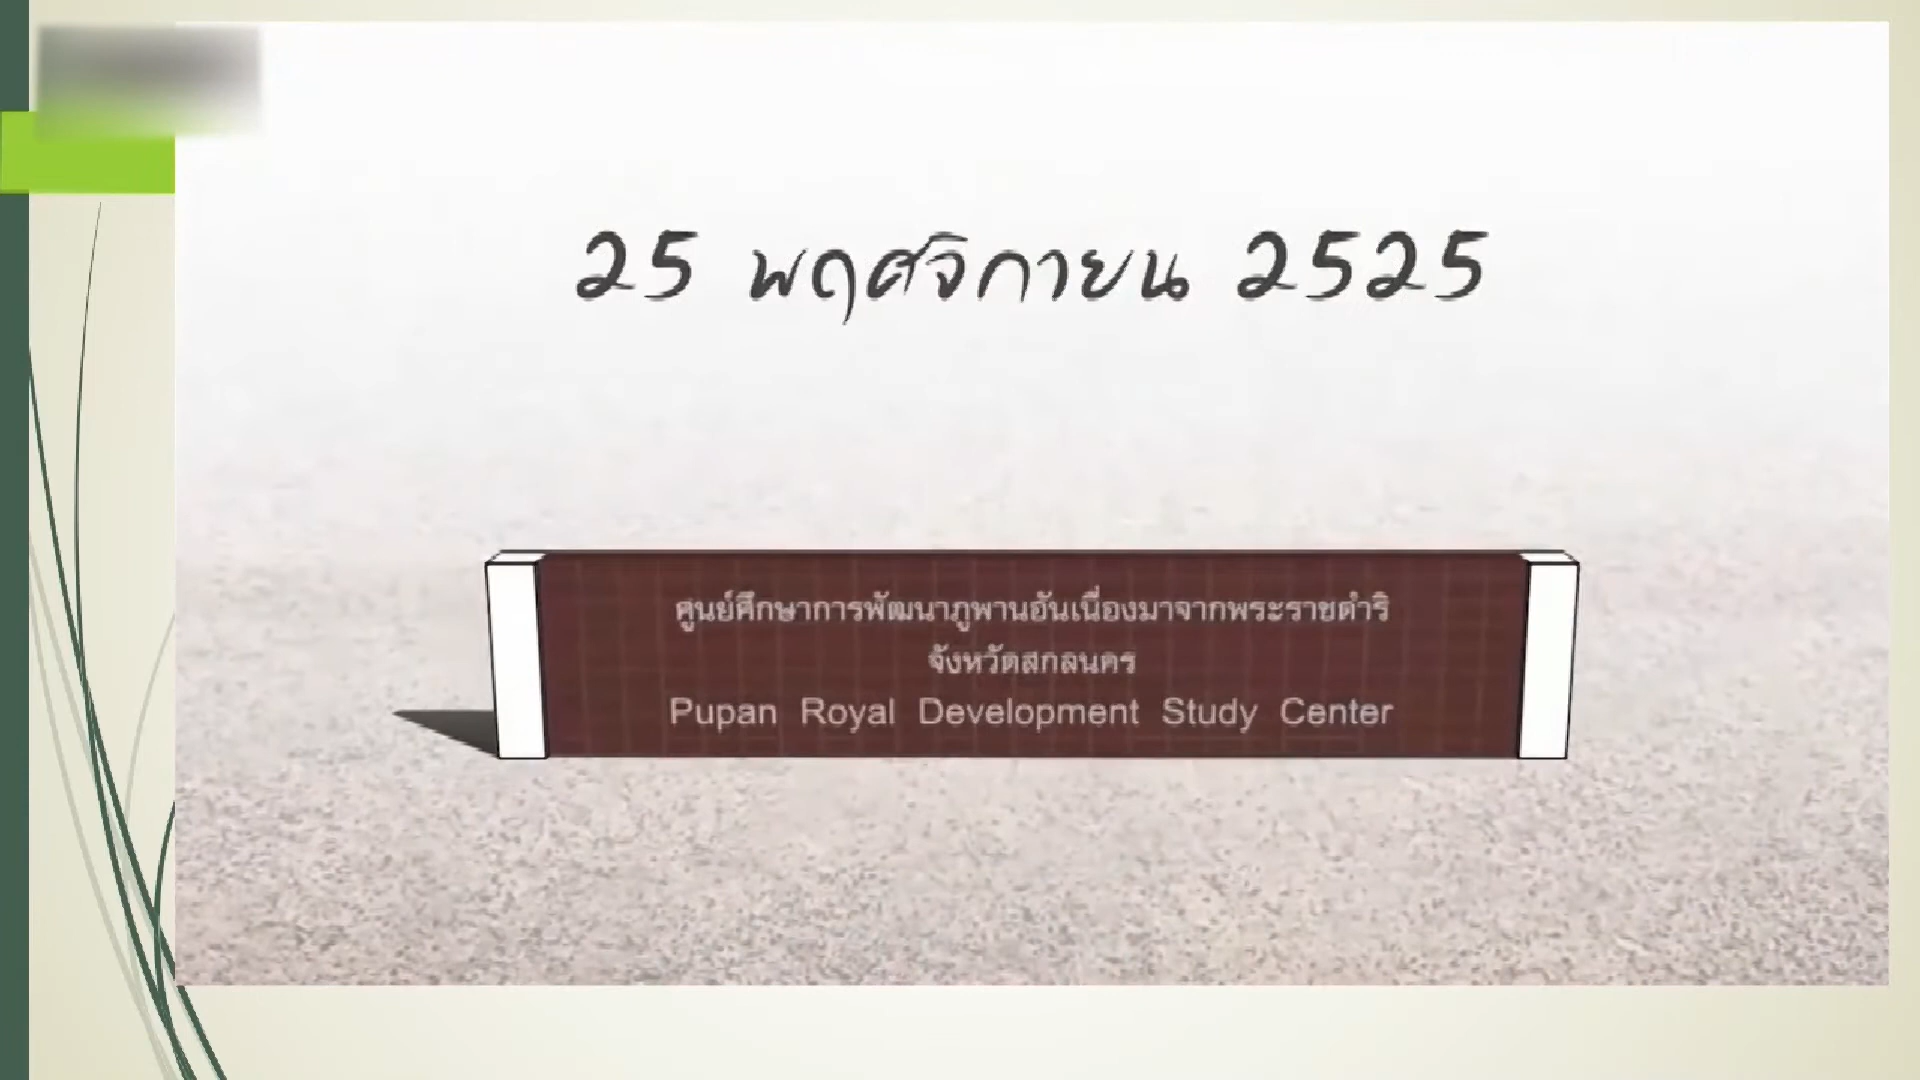 25 พฤศจิกายน 2525
ศูนย์ศึกษาการพัฒนาภูพานอันเนื่องมาจากพระราชดำริ
จังหวัดสกลนคร
Pupan Royal Development Study Center